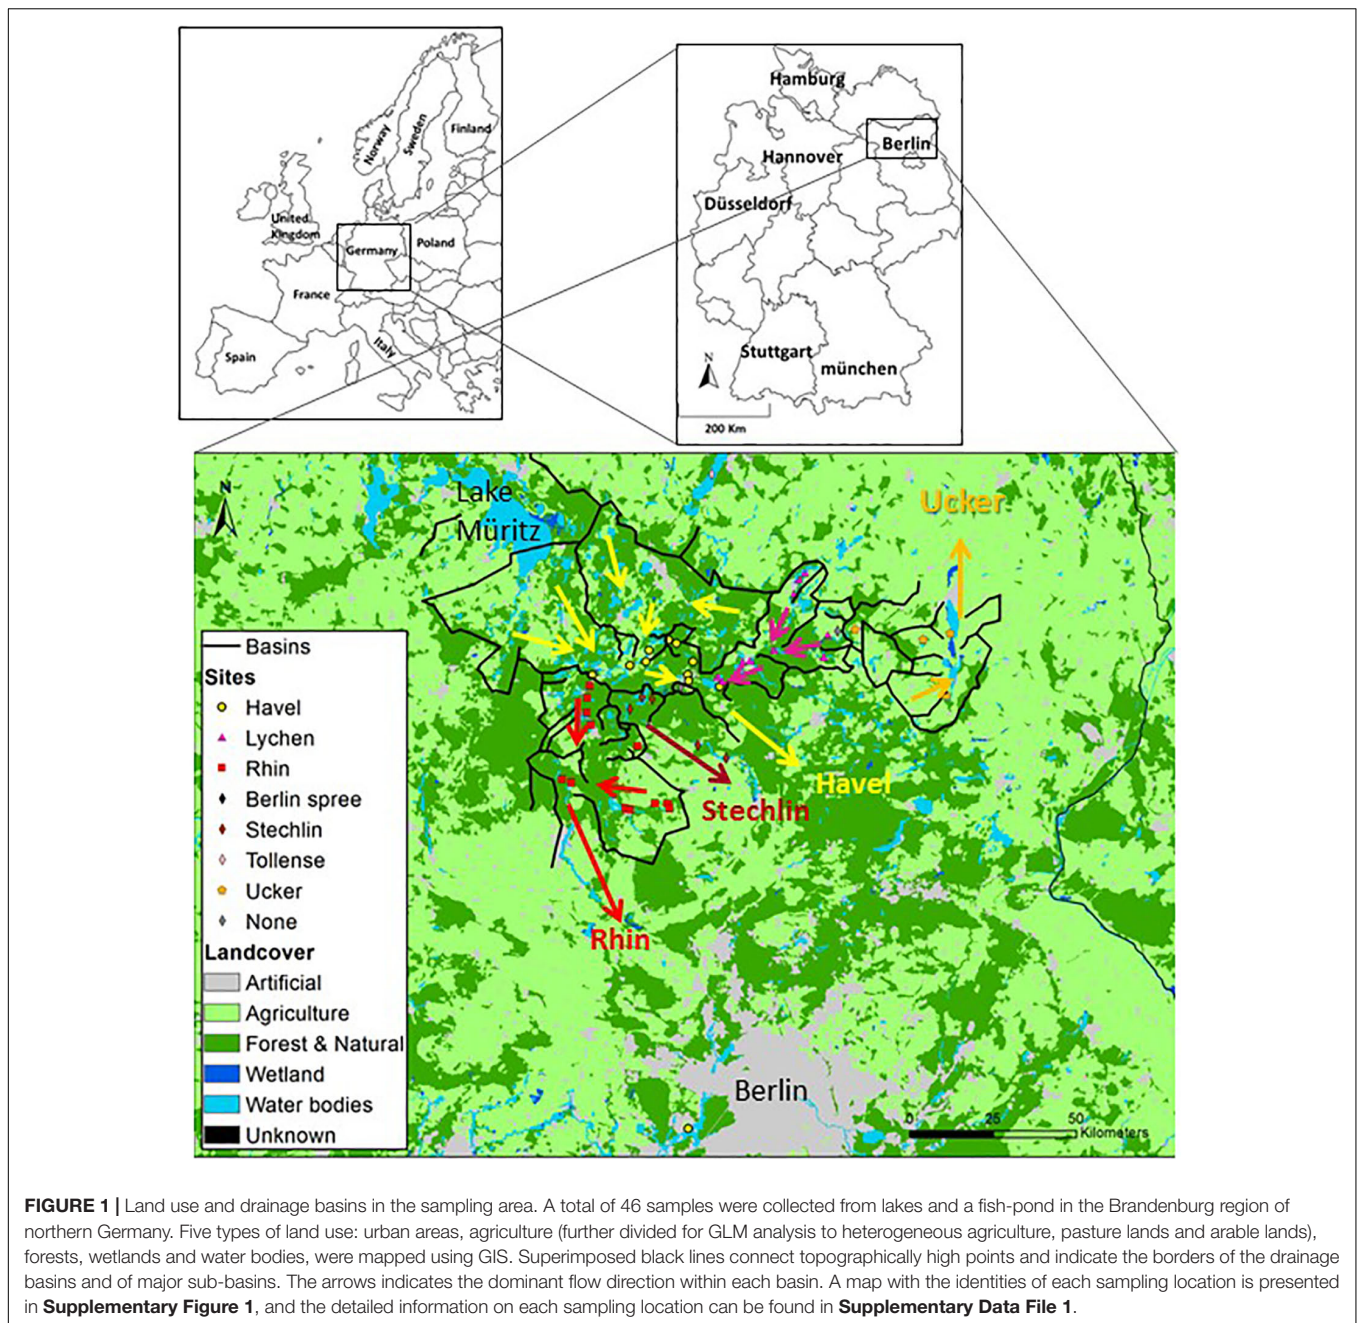 Norway
Sweden
Finland
United
Kingdom
Germany
Poland
France
Spain
Italy
Hamburg
Berlin
Hannover
Düsseldorf
Stuttgart
münchen
N
200 Km
N
Lake
Müritz
Ucker
Havel
Stechlin
Rhin
Berlin
0 25 50
Kilometers
Basins
Sites
Havel
Lychen
Rhin
Berlin spree
Stechlin
Tollense
Ucker
None
Landcover
Artificial
Agriculture
Forest & Natural
Wetland
Water bodies
Unknown
FIGURE 1 | Land use and drainage basins in the sampling area. A total of 46 samples were collected from lakes and a fish-pond in the Brandenburg region of
northern Germany. Five types of land use: urban areas, agriculture (further divided for GLM analysis to heterogeneous agriculture, pasture lands and arable lands),
forests, wetlands and water bodies, were mapped using GIS. Superimposed black lines connect topographically high points and indicate the borders of the drainage
basins and of major sub-basins. The arrows indicates the dominant flow direction within each basin. A map with the identities of each sampling location is presented
in Supplementary Figure 1, and the detailed information on each sampling location can be found in Supplementary Data File 1.